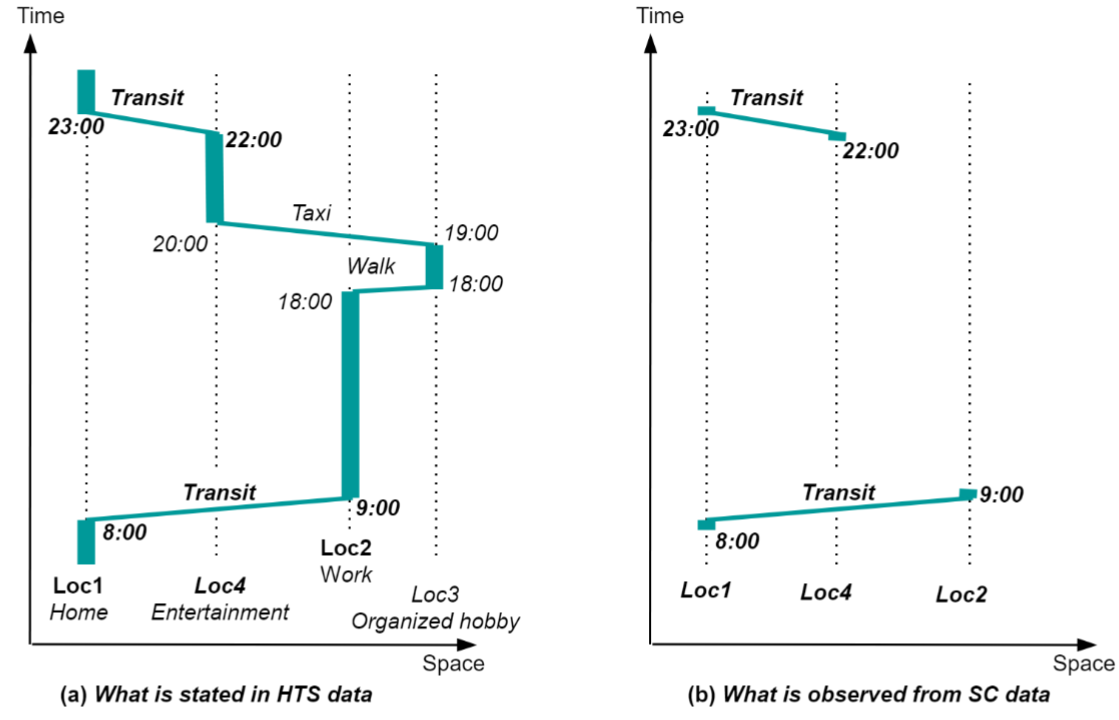 Time
Transit
23:00
22:00
Taxi
20:00
19:00
Walk
18:00
18:00
Transit
9:00
8:00
Loc1
Home
Loc4
Entertainment
Loc2
Work
Loc3
Organized hobby
Space
(a) What is stated in HTS data
Time
Transit
23:00
22:00
Transit
9:00
8:00
Loc1
Loc4
Loc2
Space
(b) What is observed from SC data